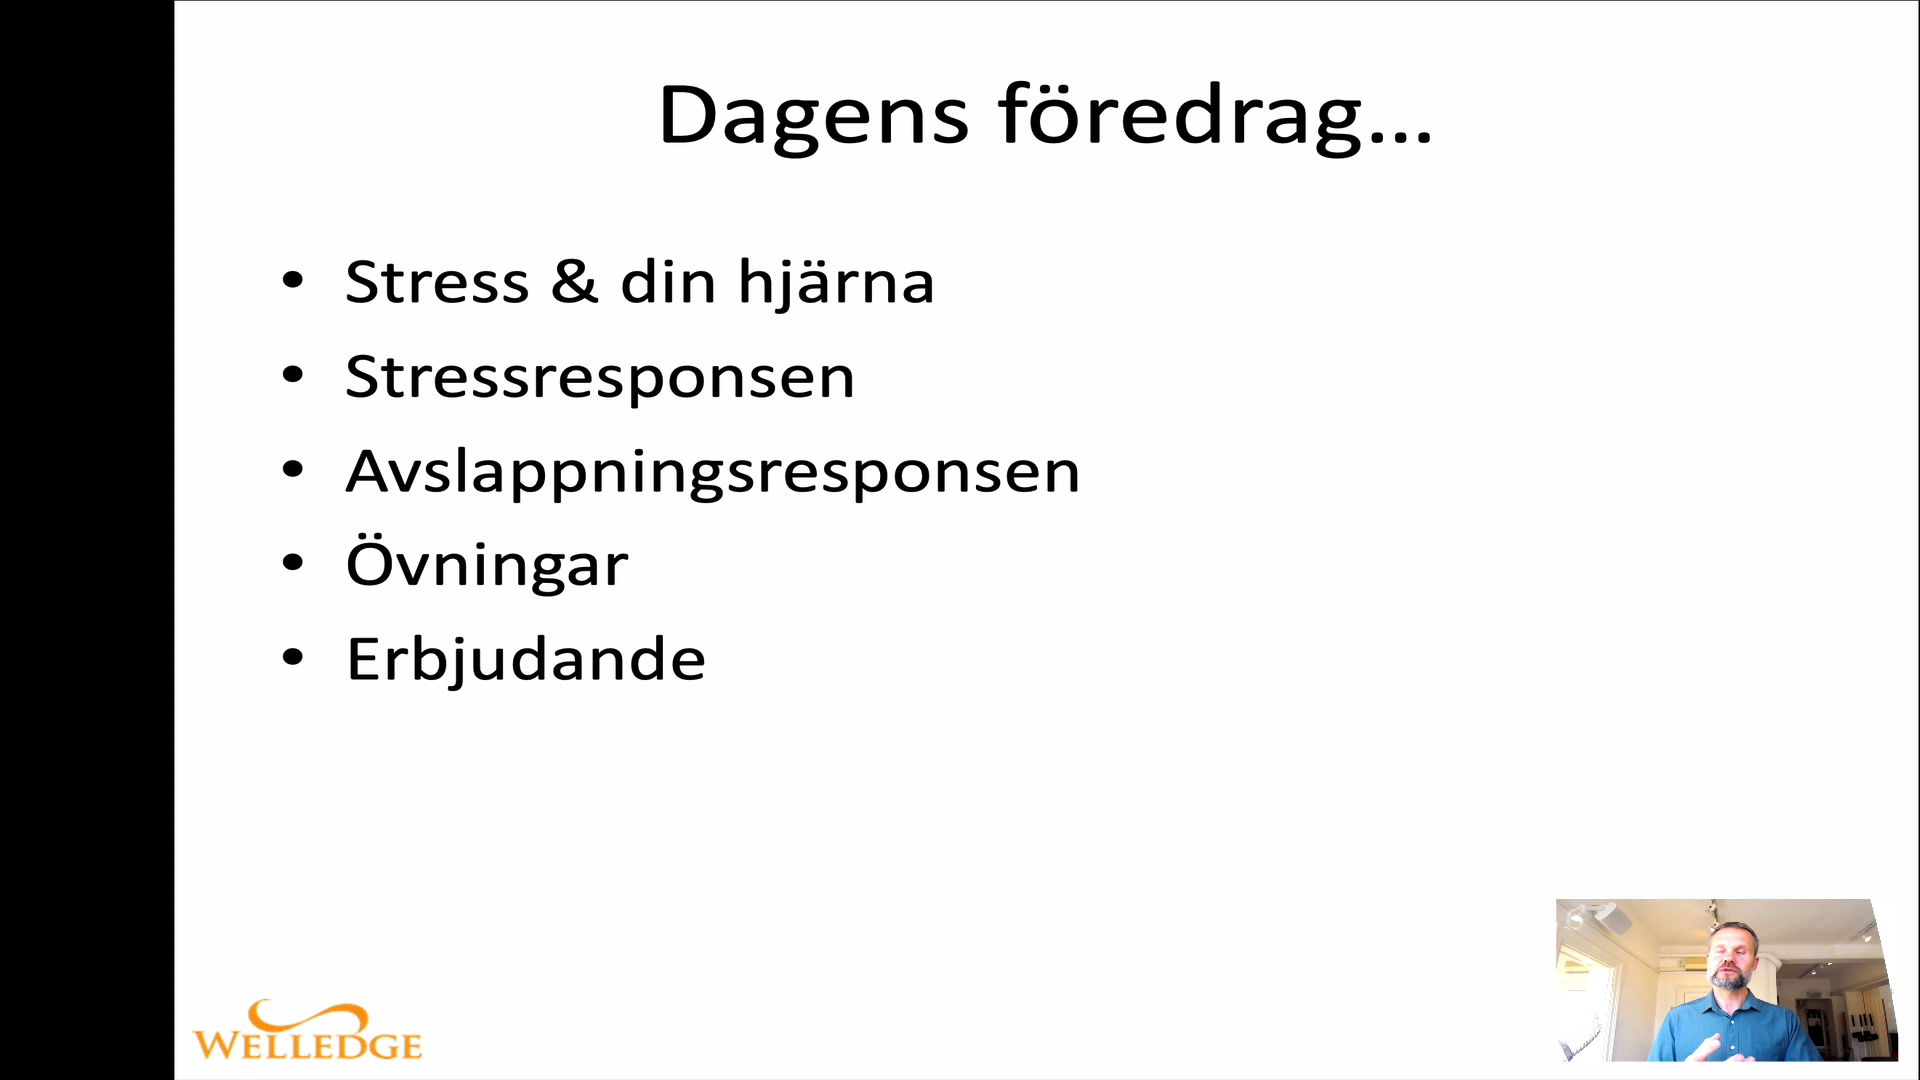 Dagens föredrag...
• Stress & din hjärna
• Stressresponsen
• Avslappningsresponsen
• Övningar
• Erbjudande
WELLEDGE